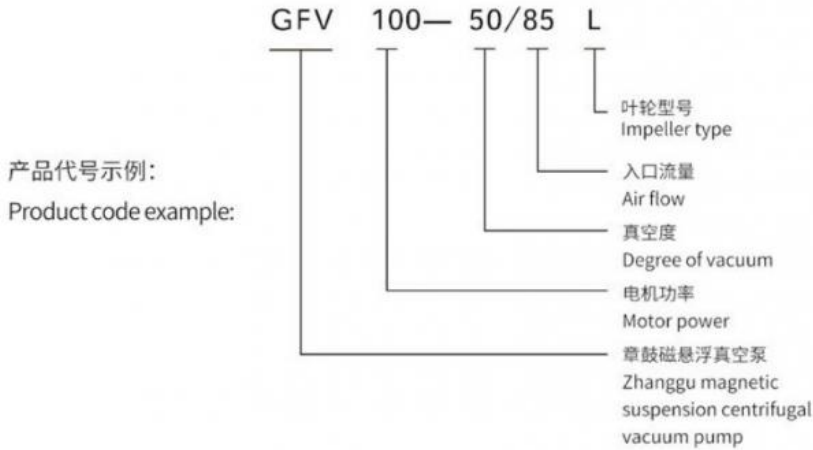 GFV 100— 50/85 L
叶轮型号
Impeller type
产品代号示例：
Product code example:
入口流量
Air flow
真空度
Degree of vacuum
电机功率
Motor power
章鼓磁悬浮真空泵
Zhanggu magnetic
suspension centrifugal
vacuum pump